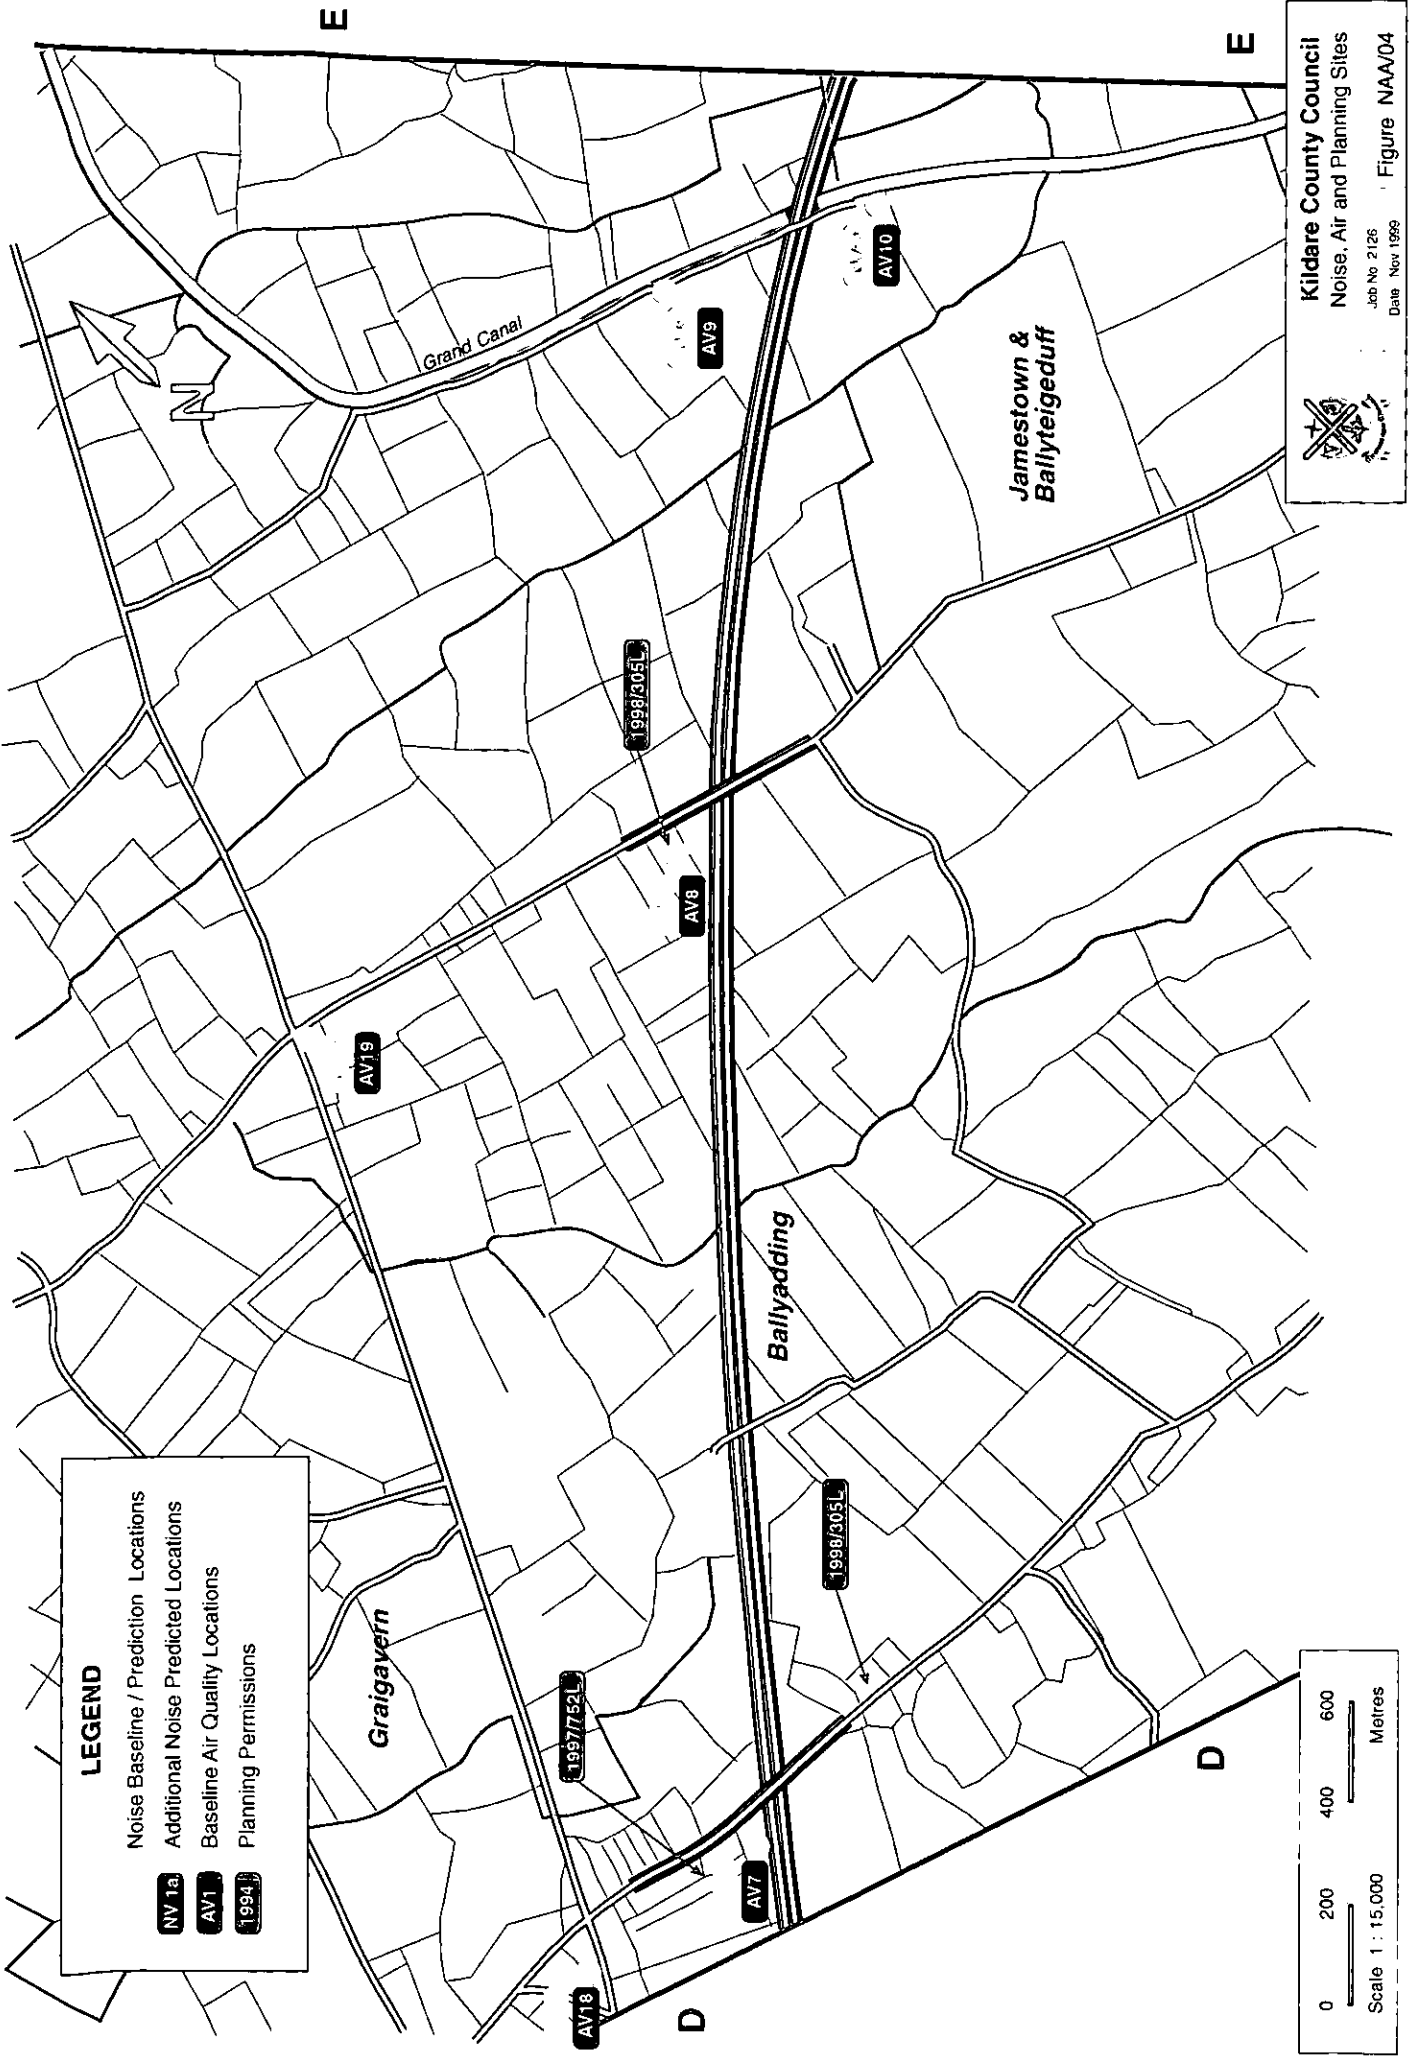 LEGEND
Noise Baseline / Prediction Locations
NV 1a Additional Noise Predicted Locations
AV1 Baseline Air Quality Locations
1994 Planning Permissions
Graigavern
Grand Canal
N
E
E
D
D
AV18
AV7
1997/752L
1998/305L
Ballyadding
AV19
AV8
1998/305L
AV9
AV10
Jamestown &
Ballyteigeduff
0 200 400 600
Scale 1 : 15,000 Metres
Kildare County Council
Noise, Air and Planning Sites
Job No 2126
Date Nov 1999
Figure NAA/04